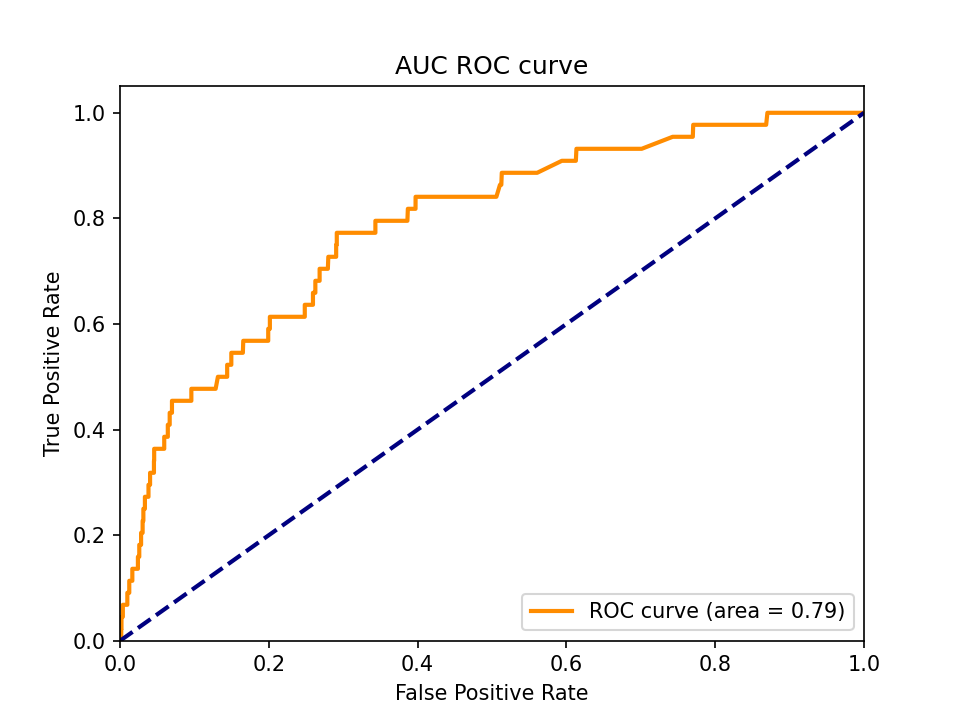 AUC ROC curve
True Positive Rate
1.0
0.8
0.6
0.4
0.2
0.0
ROC curve (area = 0.79)
0.0 0.2 0.4 0.6 0.8 1.0
False Positive Rate